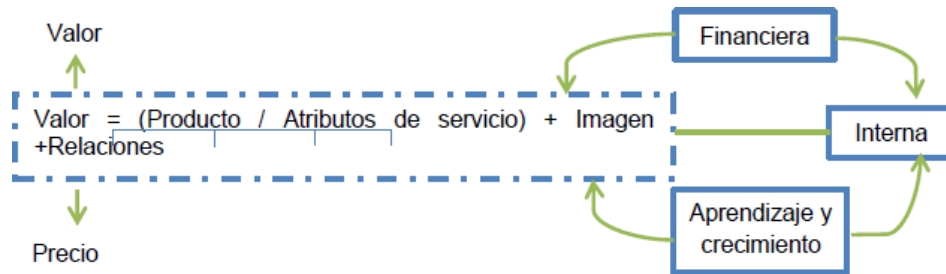 Valor
Financiera
Valor = (Producto / Atributos de servicio) + Imagen
+Relaciones
Interna
Aprendizaje y
crecimiento
Precio